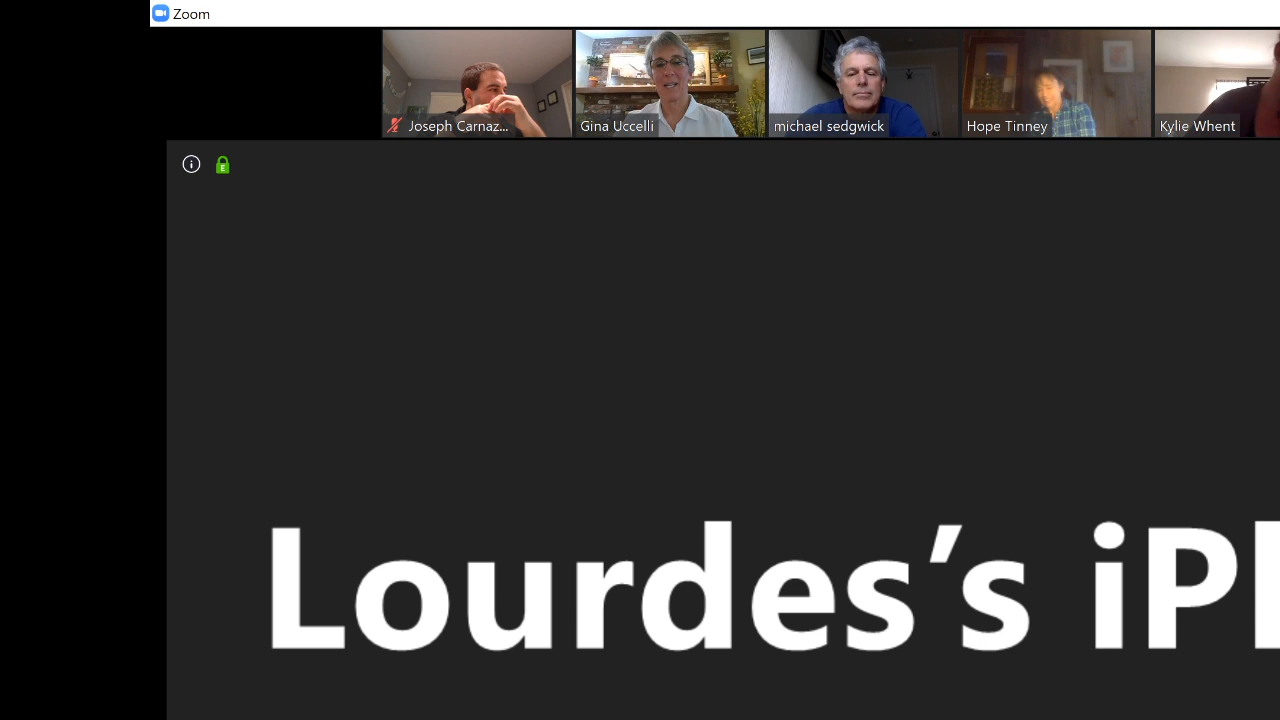 Zoom
Joseph Carnaz...
Gina Uccelli
michael sedgwick
Hope Tinney
Kylie Whent
E
Lourdes’s iP